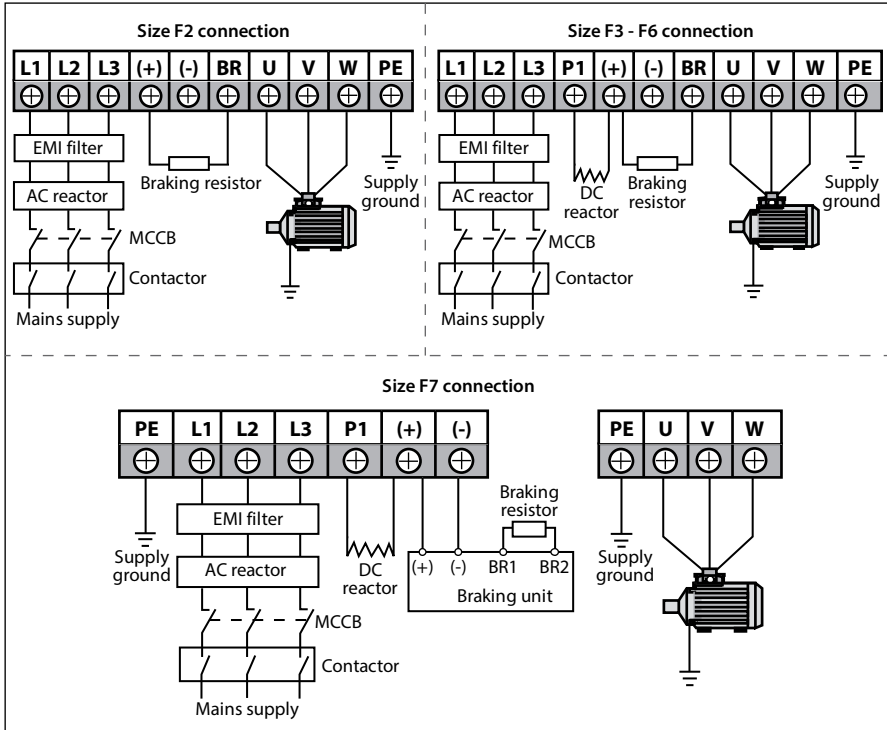 Size F2 connection
L1 L2 L3 (+) (-) BR U V W PE
EMI filter
AC reactor
MCCB
Contactor
Mains supply
Braking resistor
Supply
ground
Size F3 - F6 connection
L1 L2 L3 P1 (+) (-) BR U V W PE
EMI filter
AC reactor
MCCB
Contactor
Mains supply
DC
reactor
Braking
resistor
Supply
ground
Size F7 connection
PE L1 L2 L3 P1 (+) (-)
Supply
ground
EMI filter
AC reactor
MCCB
Contactor
Mains supply
DC
reactor
Braking
resistor
(+) (-) BR1 BR2
Braking unit
PE U V W
Supply
ground